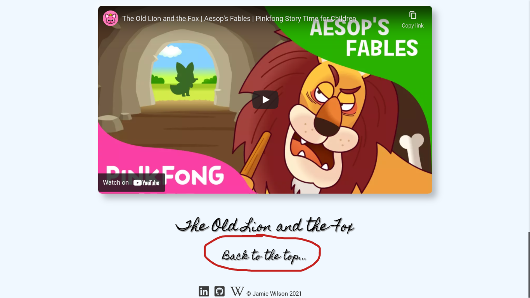 The Old Lion and the Fox | Aesop's Fables | Pinkfong Story Time for Children
Copy link
AESOP'S
FABLES
PINKFONG
Watch on YouTube
The Old Lion and the Fox
Back to the top...
© Jamie Wilson 2021